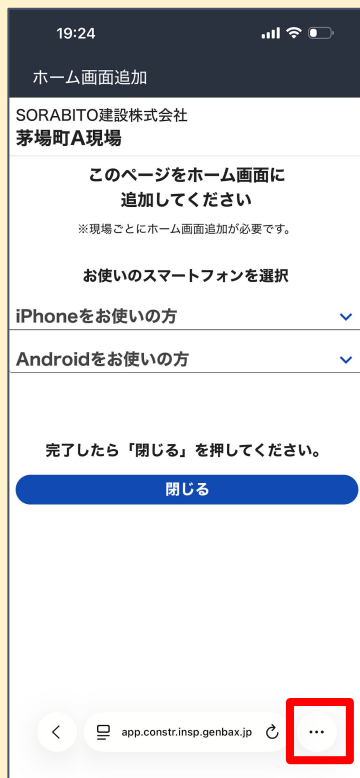 19:24
ホーム画面追加
SORABITO建設株式会社
茅場町A現場
このページをホーム画面に
追加してください
※現場ごとにホーム画面追加が必要です。
お使いのスマートフォンを選択
iPhoneをお使いの方
Androidをお使いの方
完了したら「閉じる」を押してください。
閉じる
app.constr.insp.genbax.jp